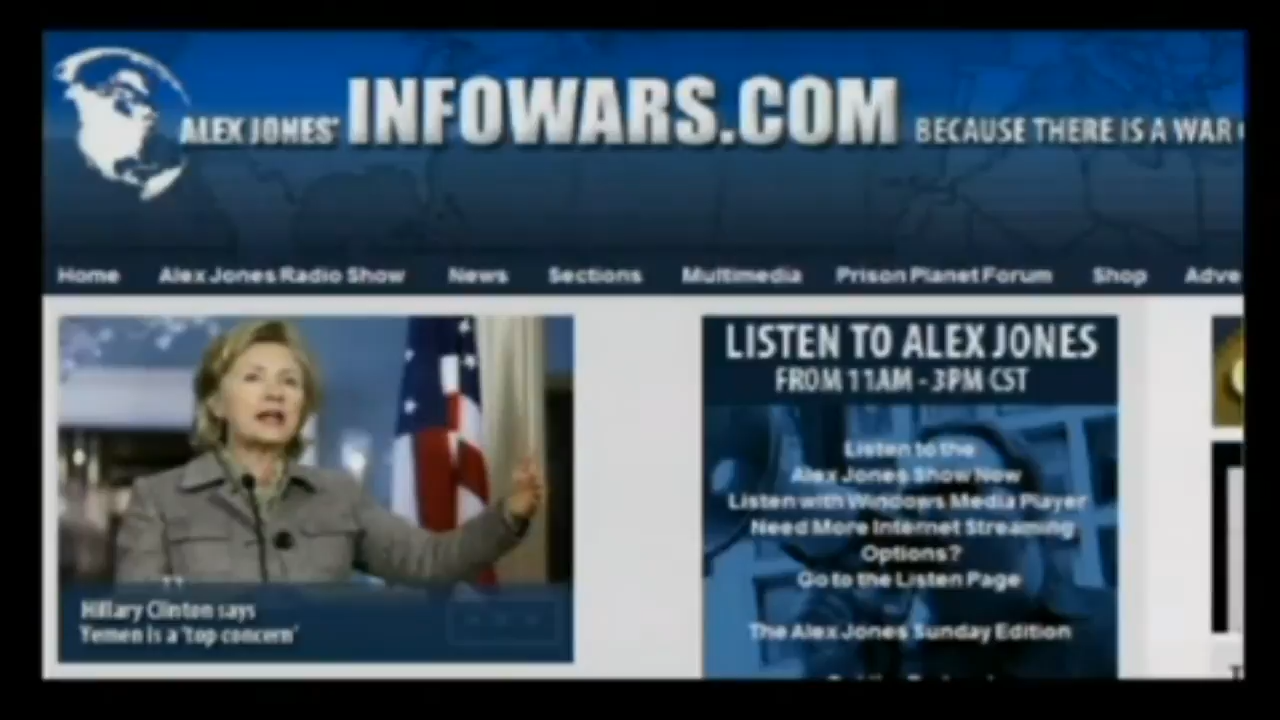 ALEX JONES' INFOWARS.COM BECAUSE THERE IS A WAR
Home Alex Jones Radio Show News Sections Multimedia Prison Planet Forum Shop Adve
LISTEN TO ALEX JONES
FROM 11AM - 3PM CST
Listen to the
Alex Jones Show Now
Listen with Windows Media Player
Need More Internet Streaming
Options?
Go to the Listen Page
The Alex Jones Sunday Edition
Hillary Clinton says
Yemen is a 'top concern'